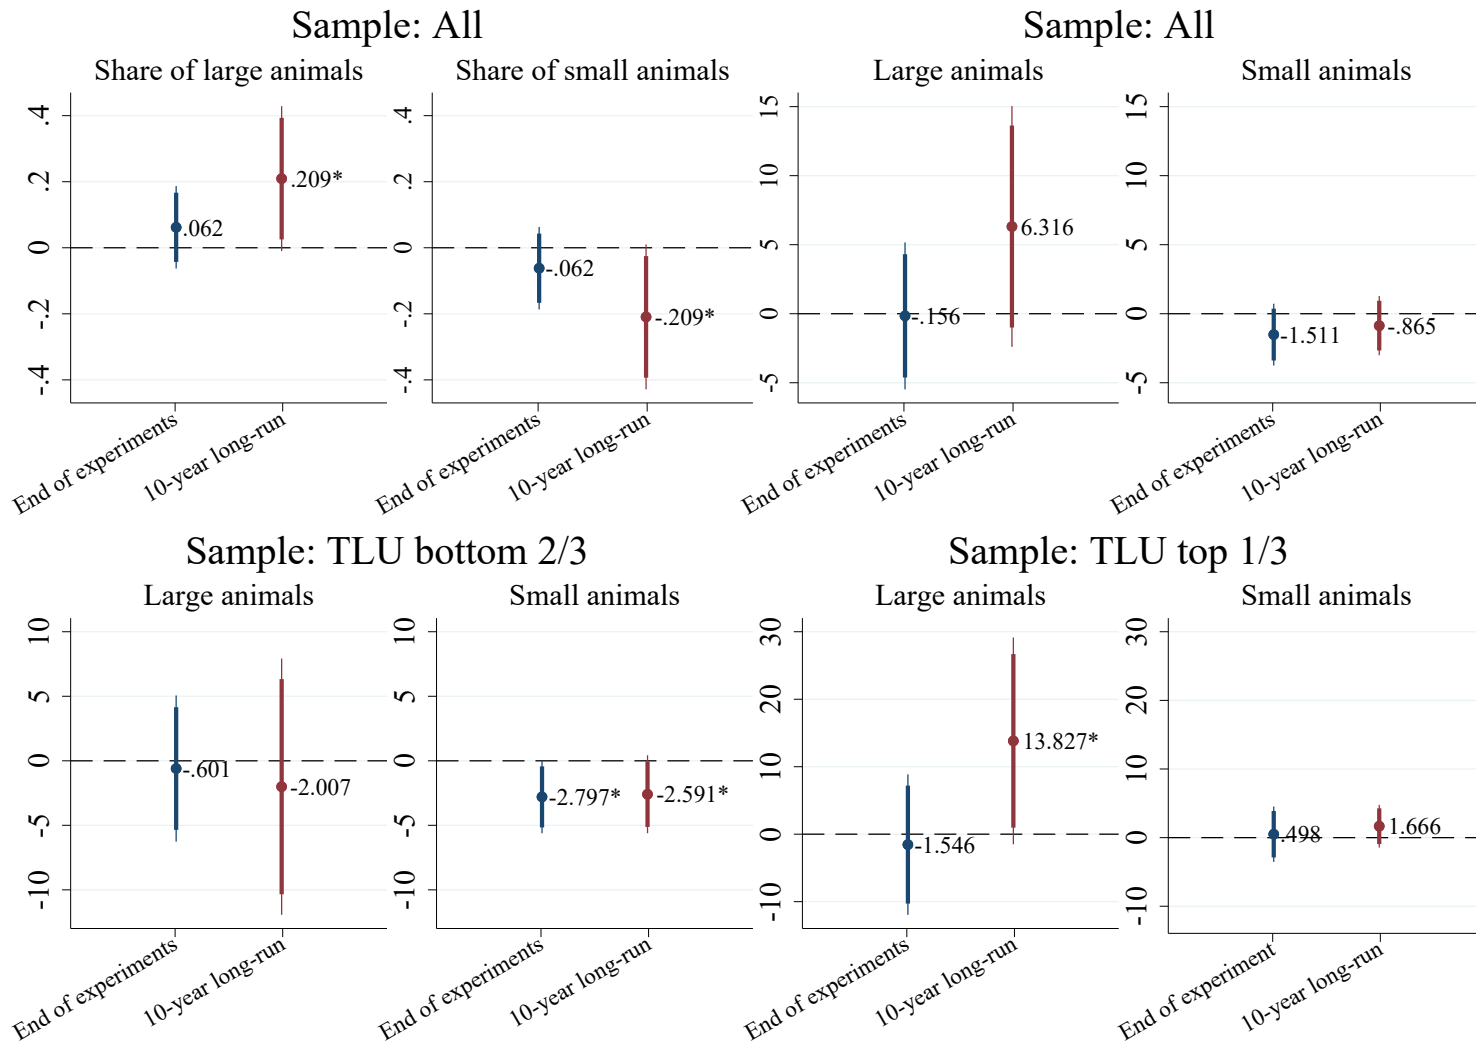 Sample: All
Share of large animals
Share of small animals
.4
.2
0
-.2
-.4
.062
.209*
End of experiments
10-year long-run
.4
.2
0
-.2
-.4
-.062
-.209*
End of experiments
10-year long-run
Sample: All
Large animals
Small animals
15
10
5
0
-5
-.156
6.316
End of experiments
10-year long-run
15
10
5
0
-5
-1.511
-.865
End of experiments
10-year long-run
Sample: TLU bottom 2/3
Large animals
Small animals
10
5
0
-5
-10
-.601
-2.007
End of experiments
10-year long-run
10
5
0
-5
-10
-2.797*
-2.591*
End of experiments
10-year long-run
Sample: TLU top 1/3
Large animals
Small animals
30
20
10
0
-10
-1.546
13.827*
End of experiments
10-year long-run
30
20
10
0
-10
.498
1.666
End of experiment
10-year long-run